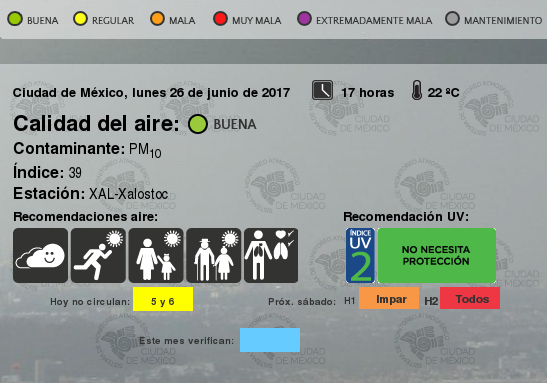 BUENA REGULAR MALA MUY MALA EXTREMADAMENTE MALA MANTENIMIENTO
Ciudad de México, lunes 26 de junio de 2017 17 horas 22 ºC
Calidad del aire: BUENA
Contaminante: PM10
Índice: 39
Estación: XAL-Xalostoc
Recomendaciones aire: Recomendación UV:
ÍNDICE
UV
2
NO NECESITA
PROTECCIÓN
Hoy no circulan: 5 y 6 Próx. sábado: H1 Impar H2 Todos
Este mes verifican: